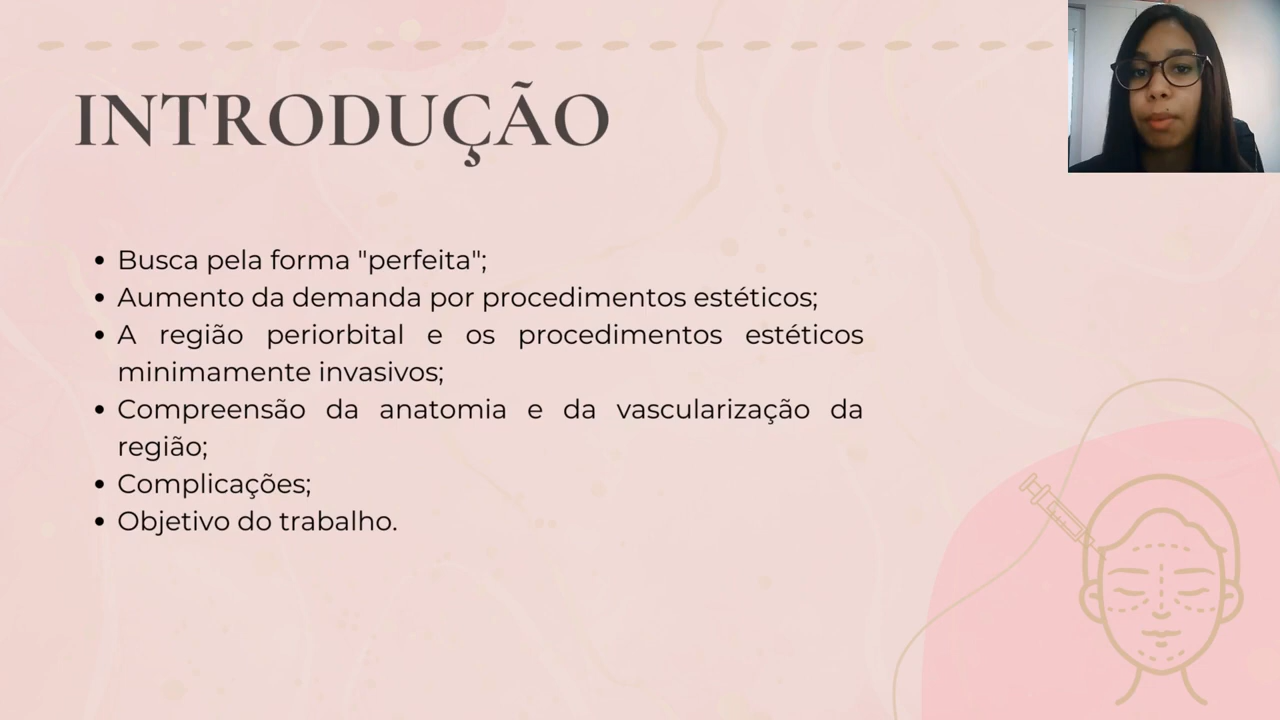 INTRODUÇÃO
Busca pela forma "perfeita";
Aumento da demanda por procedimentos estéticos;
A região periorbital e os procedimentos estéticos
minimamente invasivos;
Compreensão da anatomia e da vascularização da
região;
Complicações;
Objetivo do trabalho.